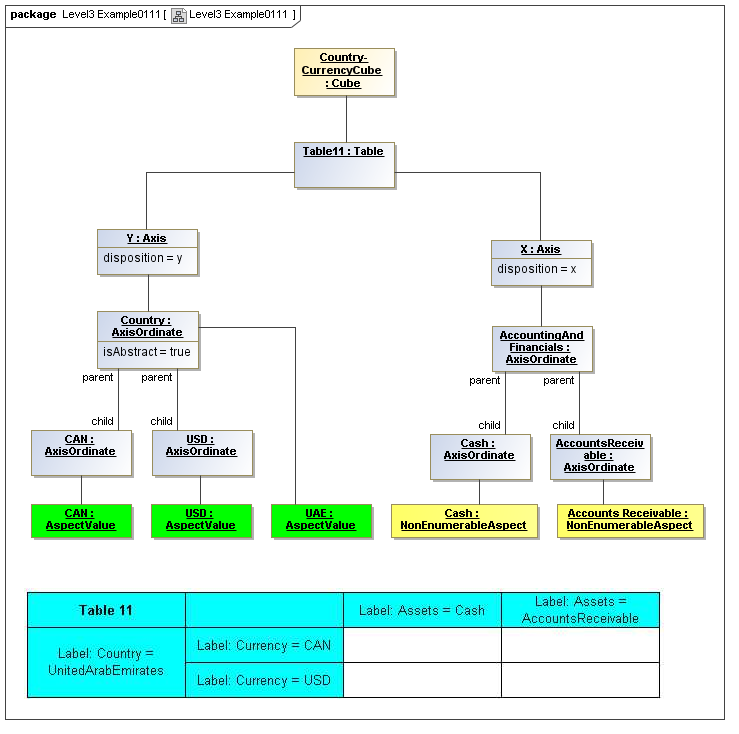 package Level3 Example0111 [ Level3 Example0111 ]
Country-
CurrencyCube
: Cube
Table11 : Table
Y : Axis
disposition = y
X : Axis
disposition = x
Country :
AxisOrdinate
isAbstract = true
AccountingAnd
Financials :
AxisOrdinate
parent
parent
parent
parent
child
child
child
child
CAN :
AxisOrdinate
USD :
AxisOrdinate
Cash :
AxisOrdinate
AccountsReceiv
able :
AxisOrdinate
CAN :
AspectValue
USD :
AspectValue
UAE :
AspectValue
Cash :
NonEnumerableAspect
Accounts Receivable :
NonEnumerableAspect
Table 11
Label: Assets = Cash
Label: Assets =
AccountsReceivable
Label: Country =
UnitedArabEmirates
Label: Currency = CAN
Label: Currency = USD